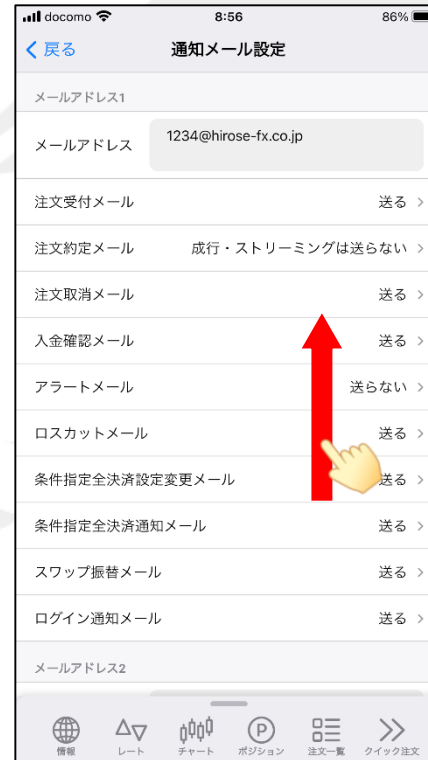 docomo 8:56 86%
戻る 通知メール設定
メールアドレス1
メールアドレス 1234@hirose-fx.co.jp
注文受付メール 送る
注文約定メール 成行・ストリーミングは送らない
注文取消メール 送る
入金確認メール 送る
アラートメール 送らない
ロスカットメール 送る
条件指定全決済設定変更メール 送る
条件指定全決済通知メール 送る
スワップ振替メール 送る
ログイン通知メール 送る
メールアドレス2
情報 レート チャート ポジション 注文一覧 クイック注文